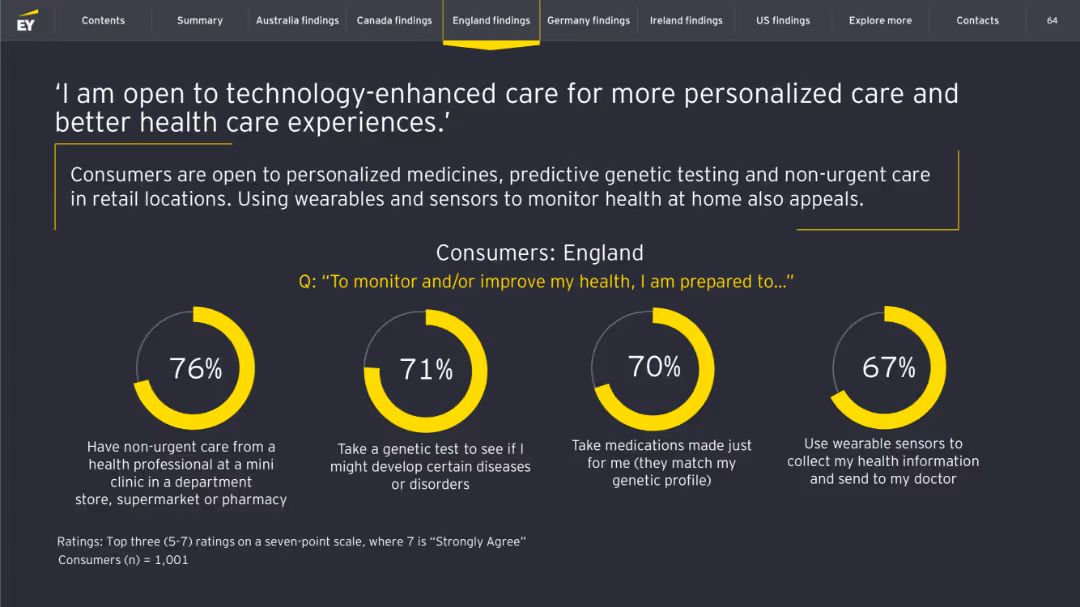 EY
Contents
Summary
Australia findings
Canada findings
England findings
Germany findings
Ireland findings
US findings
Explore more
Contacts
64
‘I am open to technology-enhanced care for more personalized care and
better health care experiences.’
Consumers are open to personalized medicines, predictive genetic testing and non-urgent care
in retail locations. Using wearables and sensors to monitor health at home also appeals.
Consumers: England
Q: “To monitor and/or improve my health, I am prepared to…”
76%
Have non-urgent care from a
health professional at a mini
clinic in a department
store, supermarket or pharmacy
71%
Take a genetic test to see if I
might develop certain diseases
or disorders
70%
Take medications made just
for me (they match my
genetic profile)
67%
Use wearable sensors to
collect my health information
and send to my doctor
Ratings: Top three (5-7) ratings on a seven-point scale, where 7 is “Strongly Agree”
Consumers (n) = 1,001